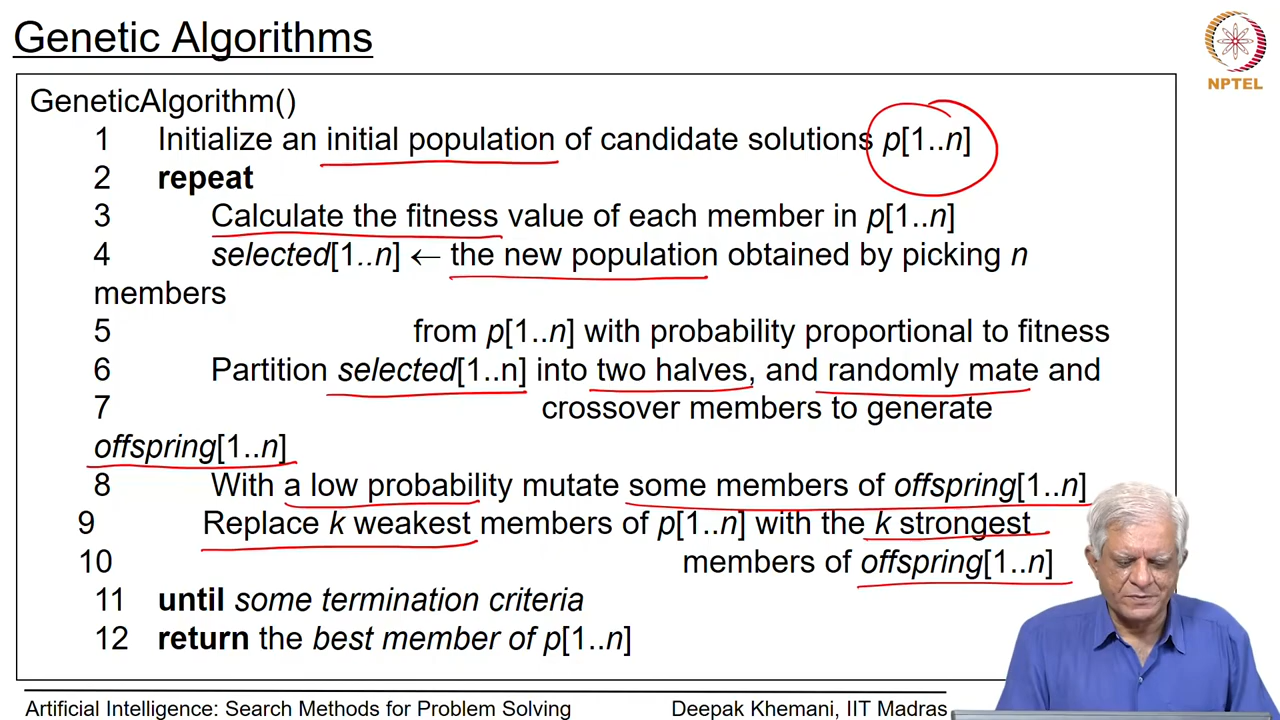 Genetic Algorithms
NPTEL
GeneticAlgorithm()
1 Initialize an initial population of candidate solutions p[1..n]
2 repeat
3 Calculate the fitness value of each member in p[1..n]
4 selected[1..n] ← the new population obtained by picking n
members
5 from p[1..n] with probability proportional to fitness
6 Partition selected[1..n] into two halves, and randomly mate and
7 crossover members to generate
offspring[1..n]
8 With a low probability mutate some members of offspring[1..n]
9 Replace k weakest members of p[1..n] with the k strongest
10 members of offspring[1..n]
11 until some termination criteria
12 return the best member of p[1..n]
Artificial Intelligence: Search Methods for Problem Solving Deepak Khemani, IIT Madras